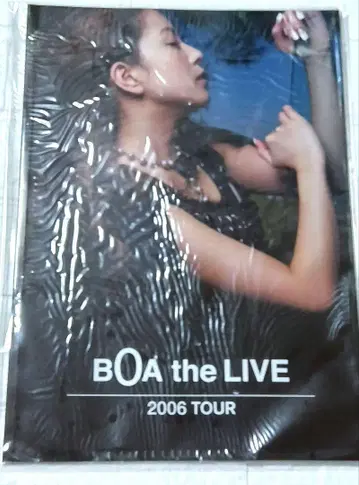 BOA the LIVE
2006 TOUR